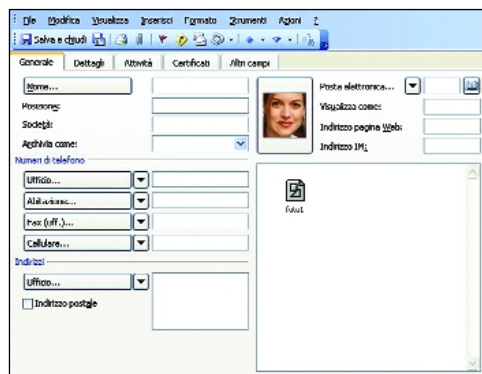 File Modifica Visualizza Inserisci Formato Strumenti Azioni ?
Salva e chiudi
Generale Dettagli Attività Certificati Altri campi
Nome...
Posizione:
Società:
Archivia come:
Numeri di telefono
Ufficio...
Abitazione...
Fax (uff.)...
Cellulare...
Indirizzi
Ufficio...
Indirizzo postale
Posta elettronica...
Visualizza come:
Indirizzo pagina Web:
Indirizzo IM: